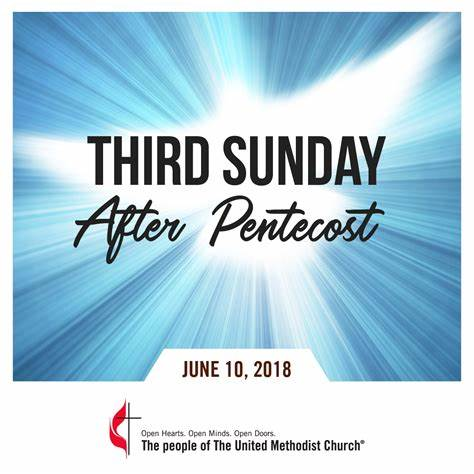 THIRD SUNDAY
After Pentecost
JUNE 10, 2018
Open Hearts. Open Minds. Open Doors.
The people of The United Methodist Church®